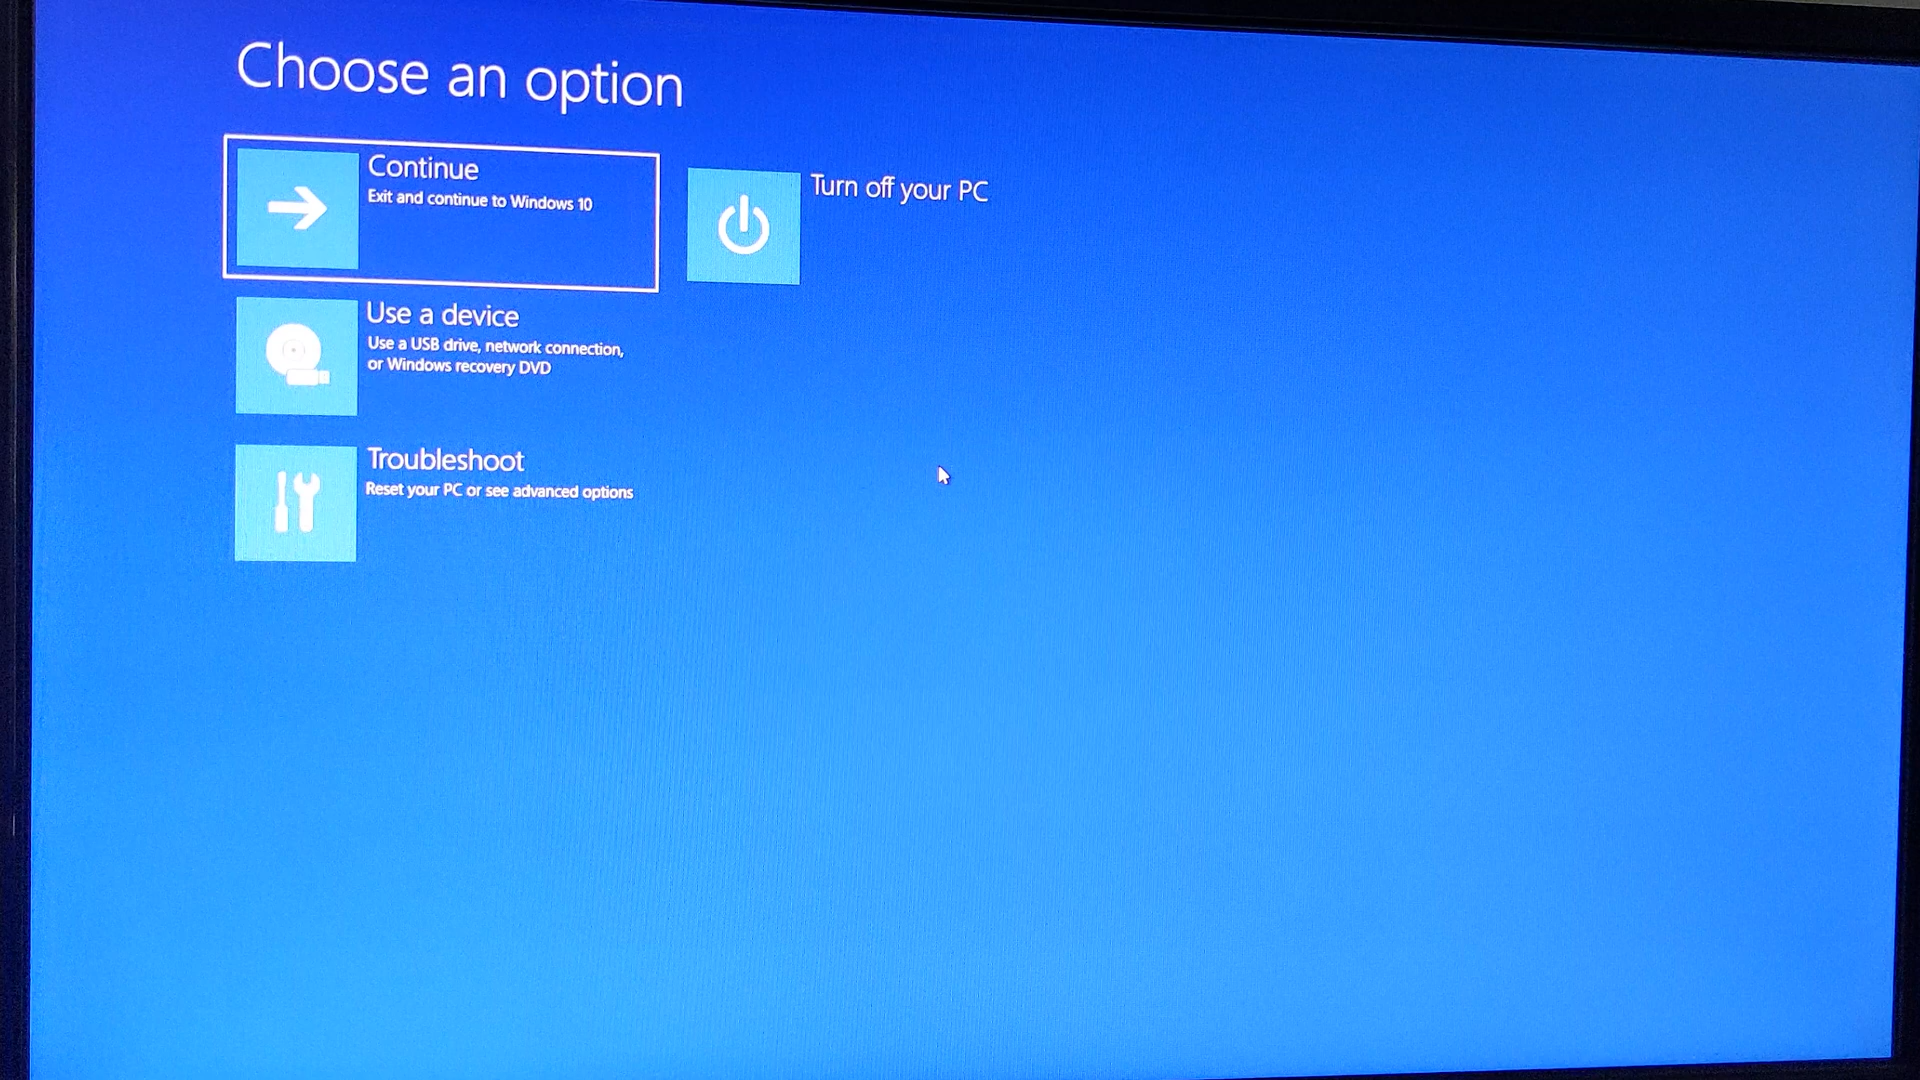 Choose an option
Continue
Exit and continue to Windows 10
Turn off your PC
Use a device
Use a USB drive, network connection,
or Windows recovery DVD
Troubleshoot
Reset your PC or see advanced options